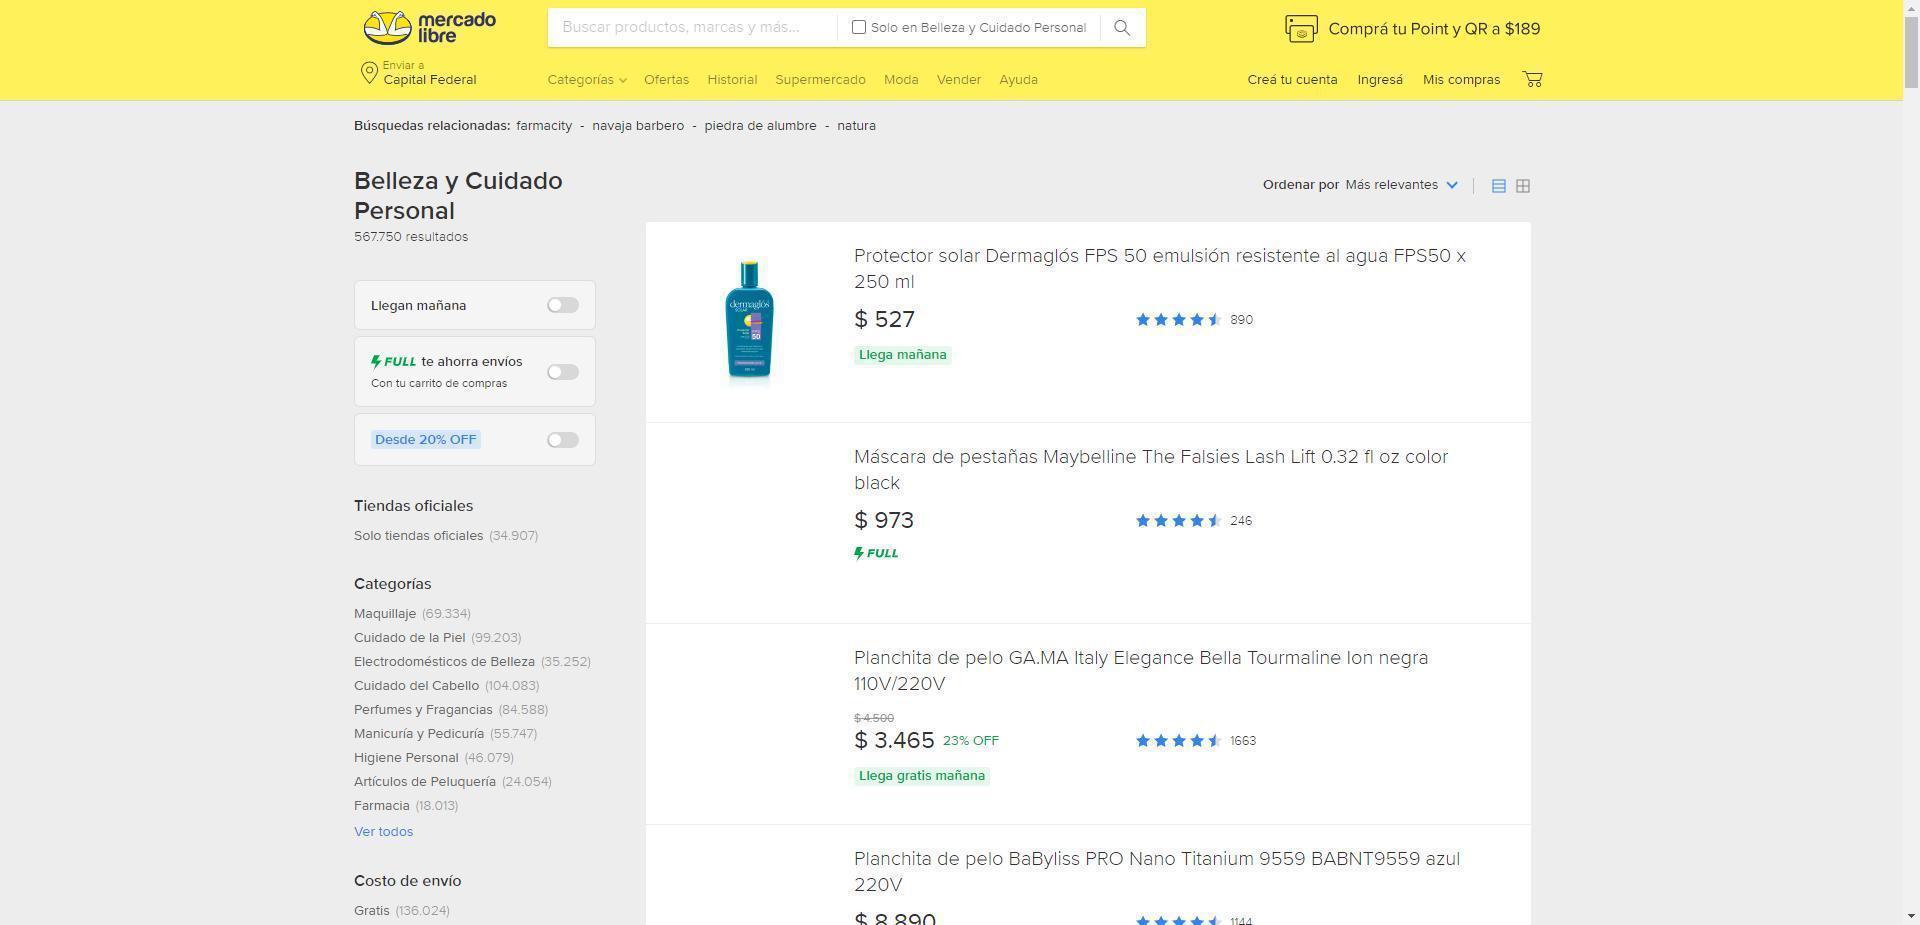 mercado
libre
Buscar productos, marcas y más...
Solo en Belleza y Cuidado Personal
Comprá tu Point y QR a $189
Enviar a
Capital Federal
Categorías
Ofertas
Historial
Supermercado
Moda
Vender
Ayuda
Creá tu cuenta
Ingresá
Mis compras
Búsquedas relacionadas: farmacity - navaja barbero - piedra de alumbre - natura
Belleza y Cuidado
Personal
567.750 resultados
Ordenar por Más relevantes
Llegan mañana
FULL te ahorra envíos
Con tu carrito de compras
Desde 20% OFF
Tiendas oficiales
Solo tiendas oficiales (34.907)
Categorías
Maquillaje (69.334)
Cuidado de la Piel (99.203)
Electrodomésticos de Belleza (35.252)
Cuidado del Cabello (104.083)
Perfumes y Fragancias (84.588)
Manicuría y Pedicuría (55.747)
Higiene Personal (46.079)
Artículos de Peluquería (24.054)
Farmacia (18.013)
Ver todos
Costo de envío
Gratis (136.024)
dermaglós
SOLAR
50
Protector solar Dermaglós FPS 50 emulsión resistente al agua FPS50 x
250 ml
$ 527
890
Llega mañana
Máscara de pestañas Maybelline The Falsies Lash Lift 0.32 fl oz color
black
$ 973
246
FULL
Planchita de pelo GA.MA Italy Elegance Bella Tourmaline Ion negra
110V/220V
$ 4.500
$ 3.465 23% OFF
1663
Llega gratis mañana
Planchita de pelo BaByliss PRO Nano Titanium 9559 BABNT9559 azul
220V
$ 8.890
1144